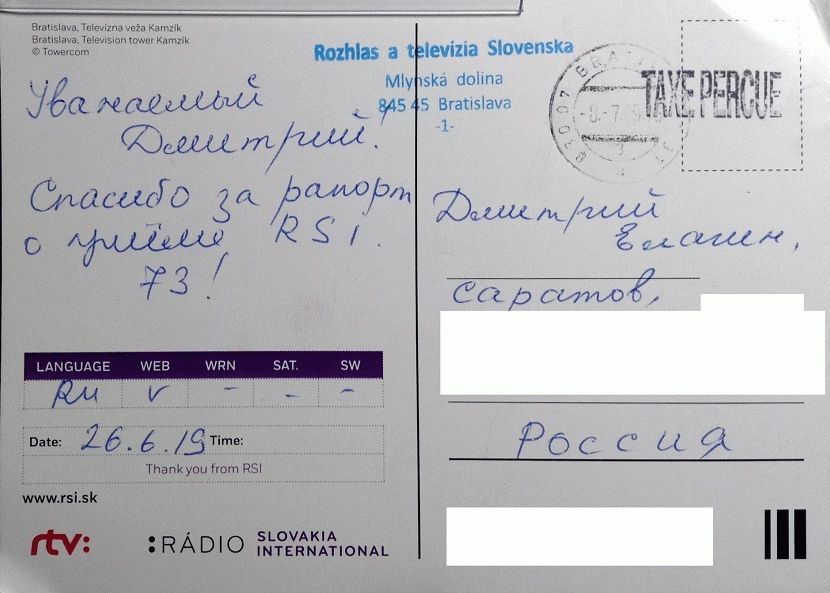 Bratislava, Televízna veža Kamzík
Bratislava, Television tower Kamzík
© Towercom
Rozhlas a televízia Slovenska
Mlynská dolina
845 45 Bratislava
-1-
TAXE PERCUE
Уважаемый
Дмитрий!
Спасибо за рапорт
о приёме RSI.
73!
Дмитрий
Елагин,
Саратов,
Россия
LANGUAGE WEB WRN SAT. SW
RU v - - -
Date: 26.6.19 Time:
Thank you from RSI
www.rsi.sk
rtv:
:RÁDIO SLOVAKIA
INTERNATIONAL